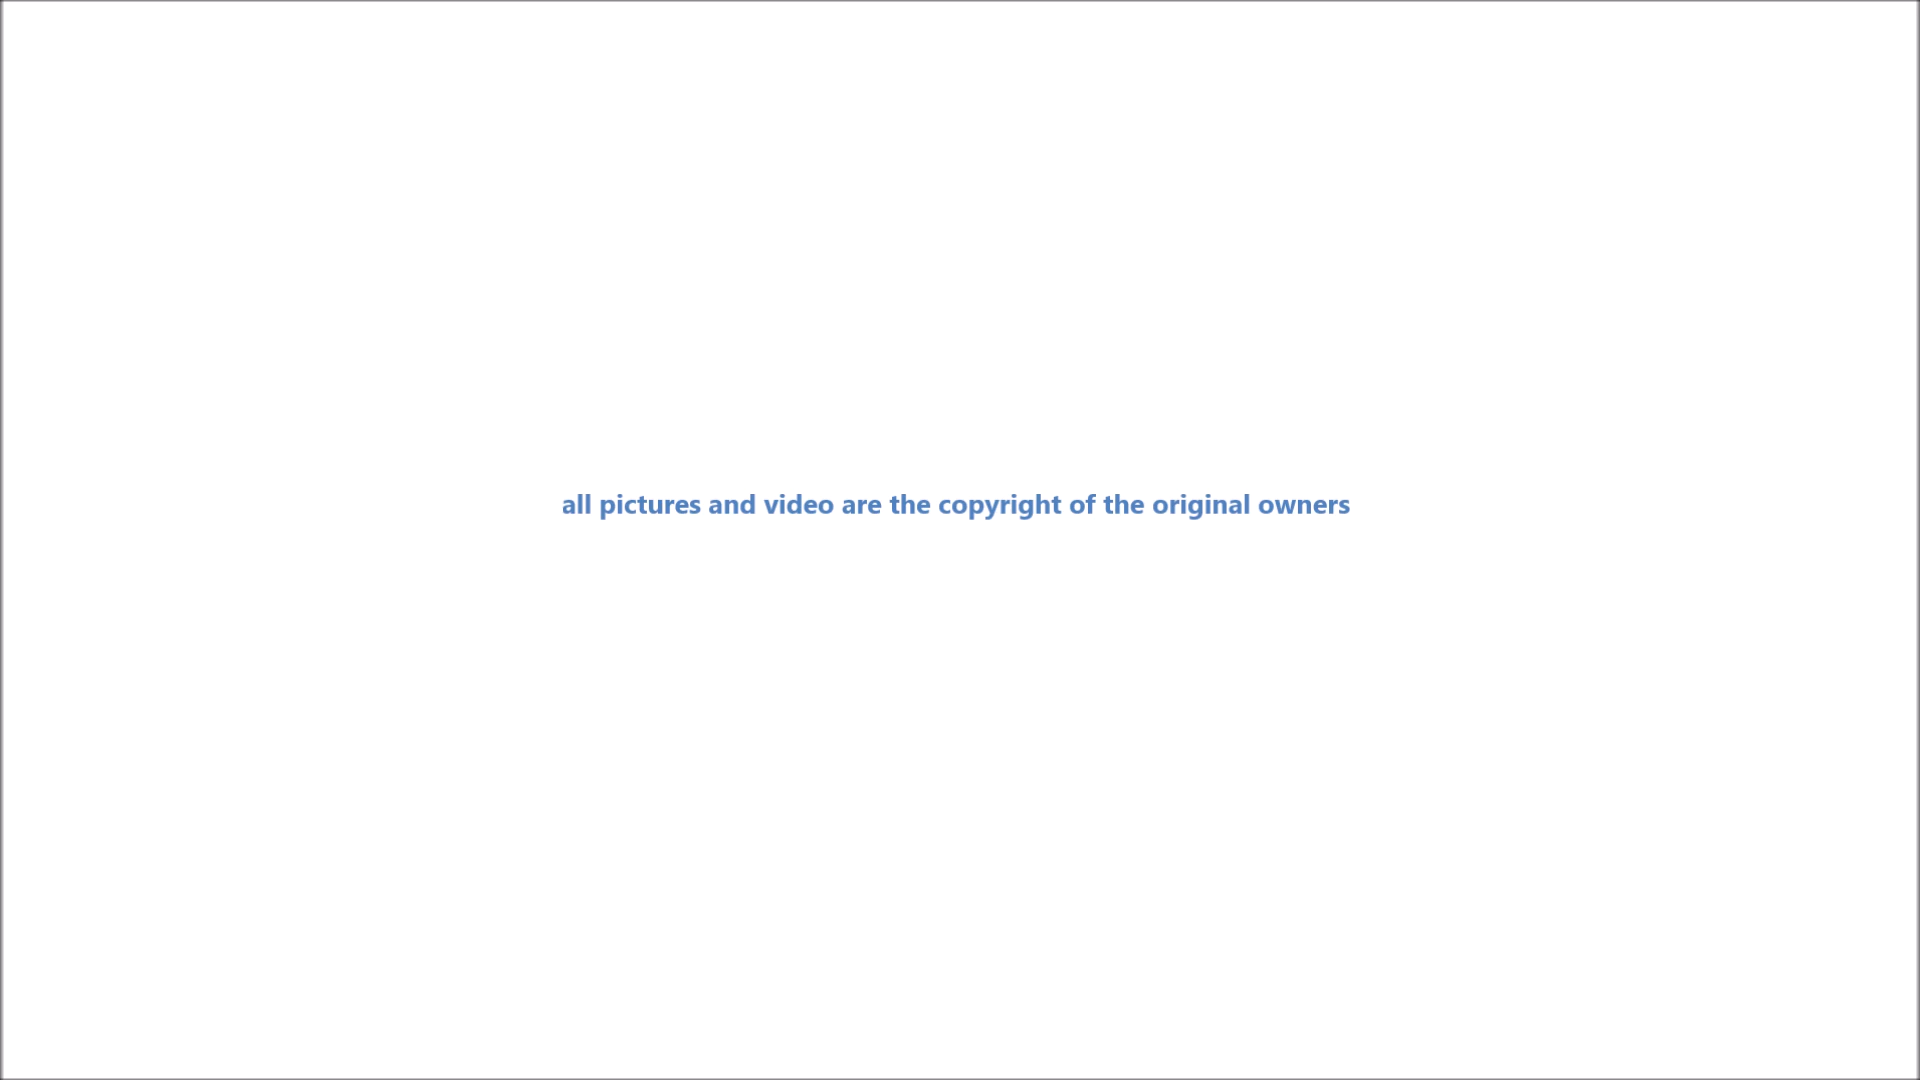 all pictures and video are the copyright of the original owners